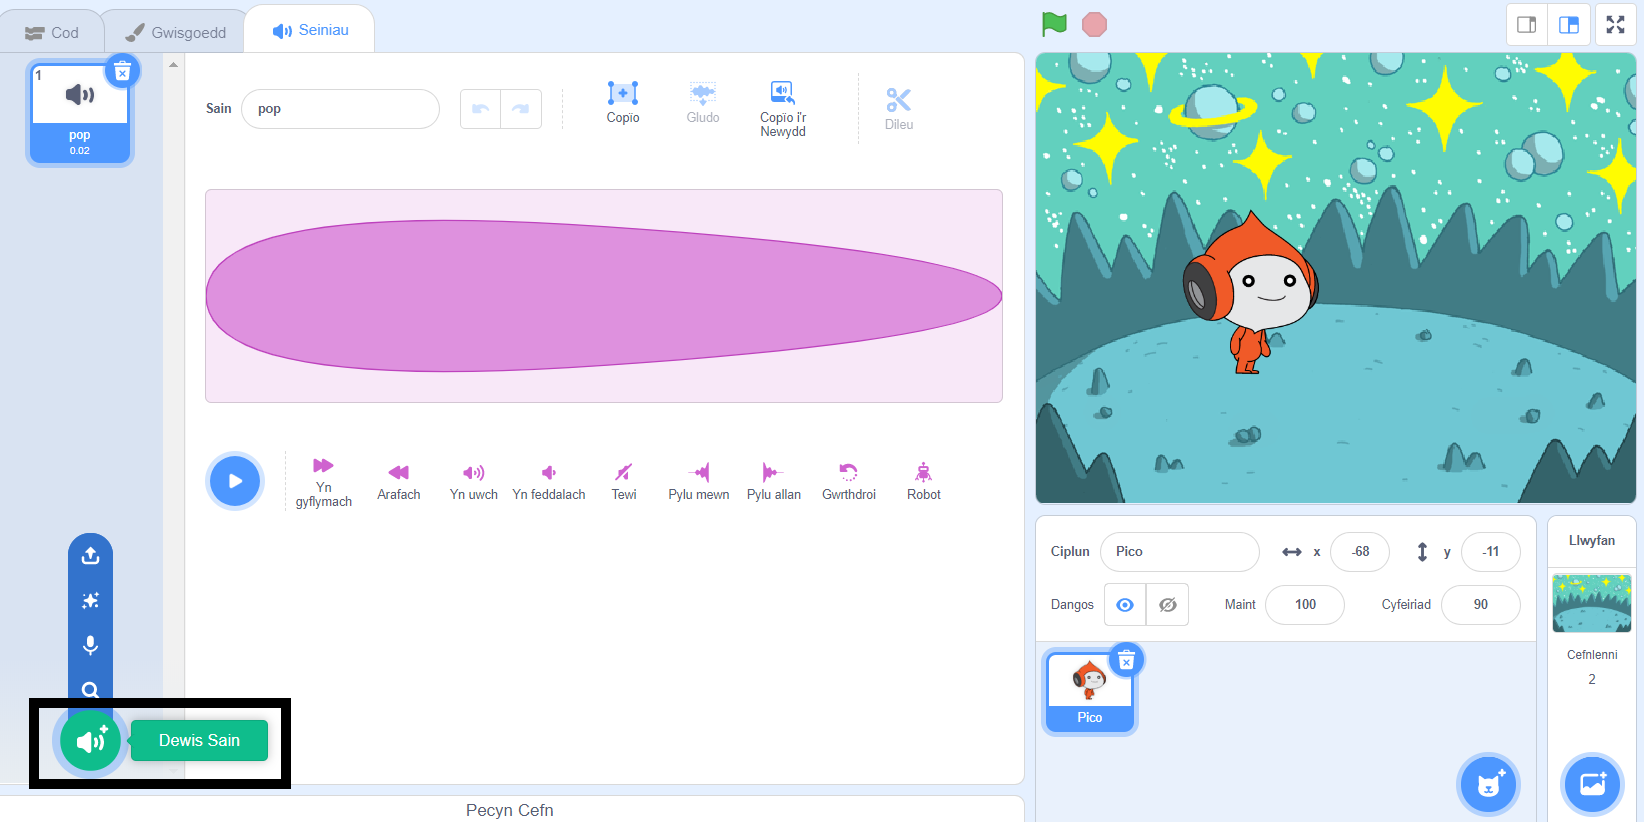 Cod
Gwisgoedd
Seiniau
1
pop
0.02
Sain
pop
Copïo
Gludo
Copïo i'r
Newydd
Dileu
Yn
gyflymach
Arafach
Yn uwch
Yn feddalach
Tewi
Pylu mewn
Pylu allan
Gwrthdroi
Robot
Dewis Sain
Pecyn Cefn
Ciplun
Pico
x
-68
y
-11
Dangos
Maint
100
Cyfeiriad
90
Pico
Llwyfan
Cefnlenni
2